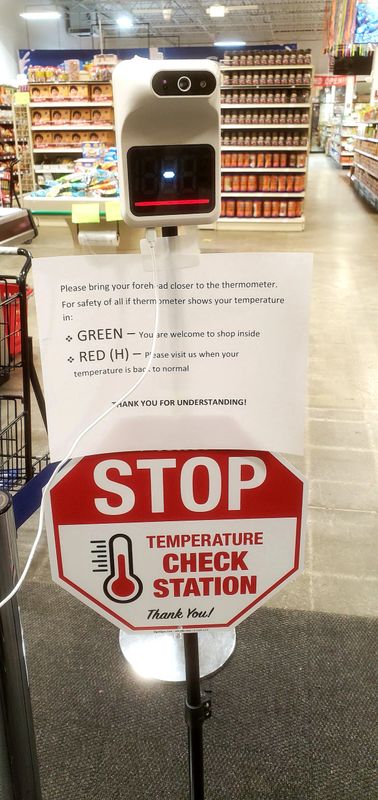 Please bring your forehead closer to the thermometer.
For safety of all if thermometer shows your temperature
in:
❖ GREEN – You are welcome to shop inside
❖ RED (H) – Please visit us when your
temperature is back to normal
THANK YOU FOR UNDERSTANDING!
STOP
TEMPERATURE
CHECK
STATION
Thank You!